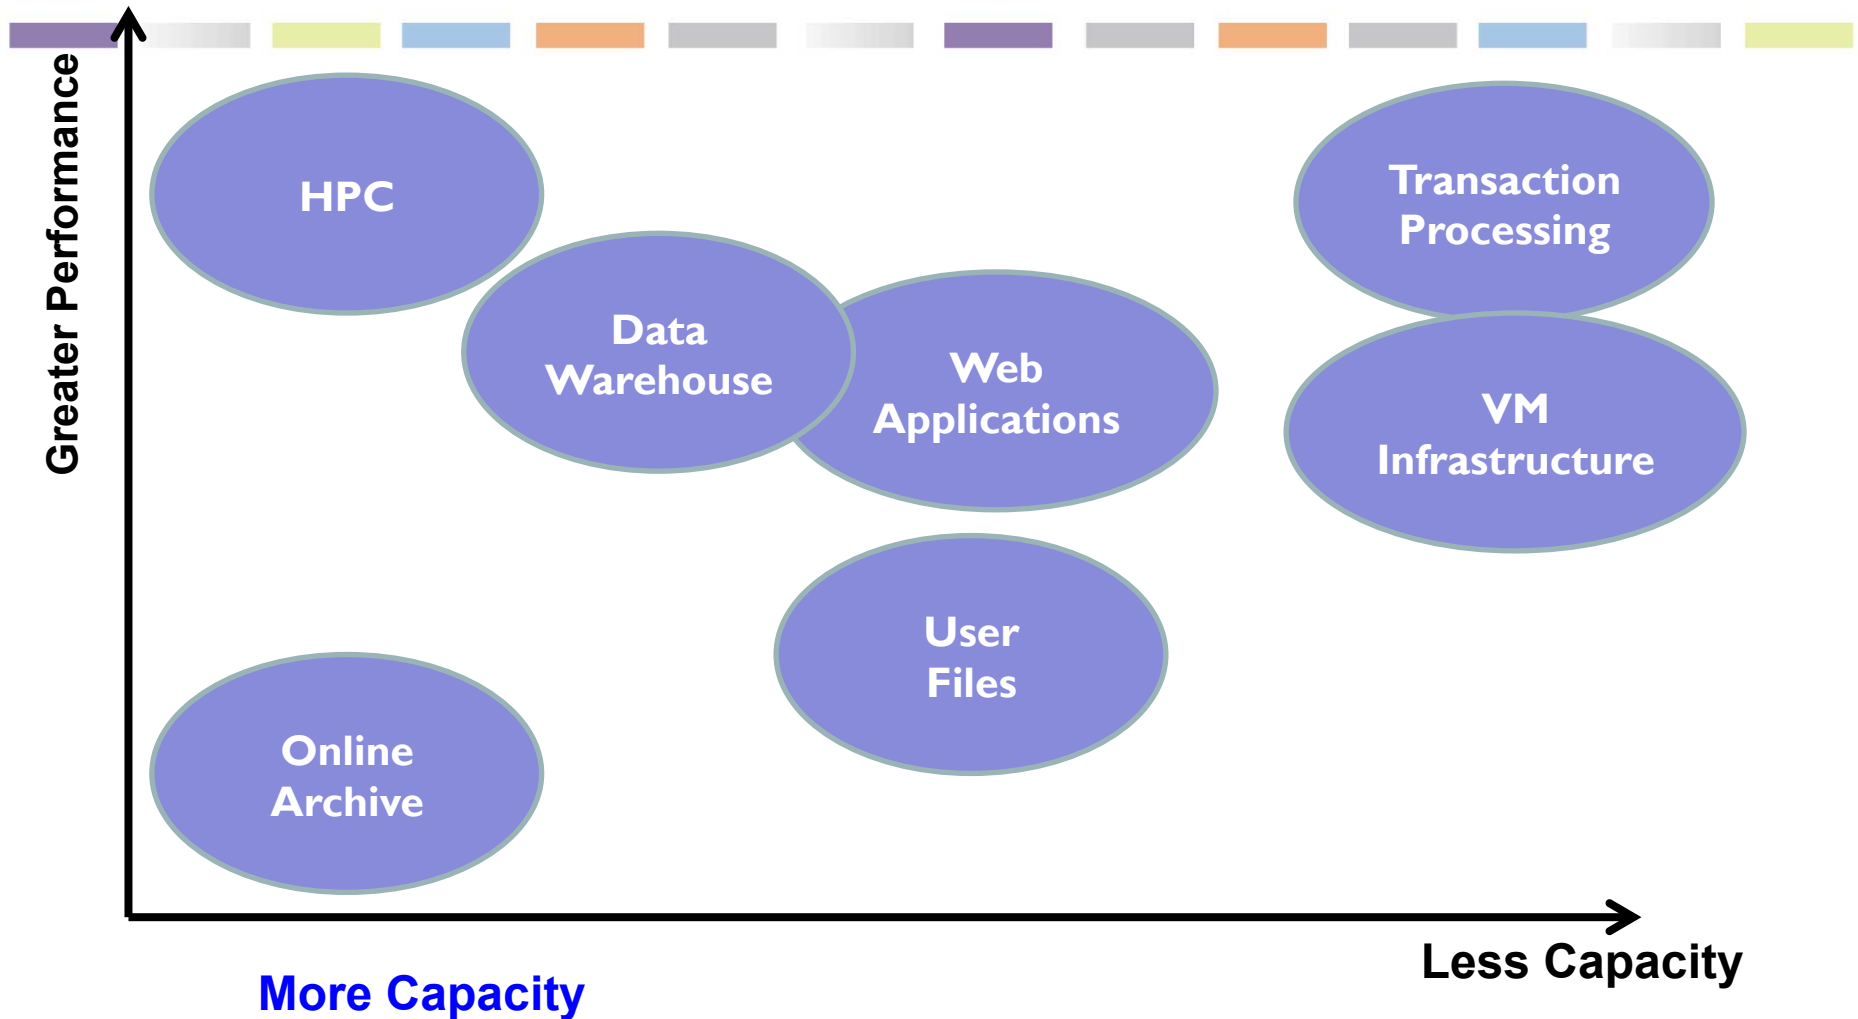 Greater Performance
HPC
Transaction
Processing
Data
Warehouse
Web
Applications
VM
Infrastructure
User
Files
Online
Archive
Less Capacity
More Capacity